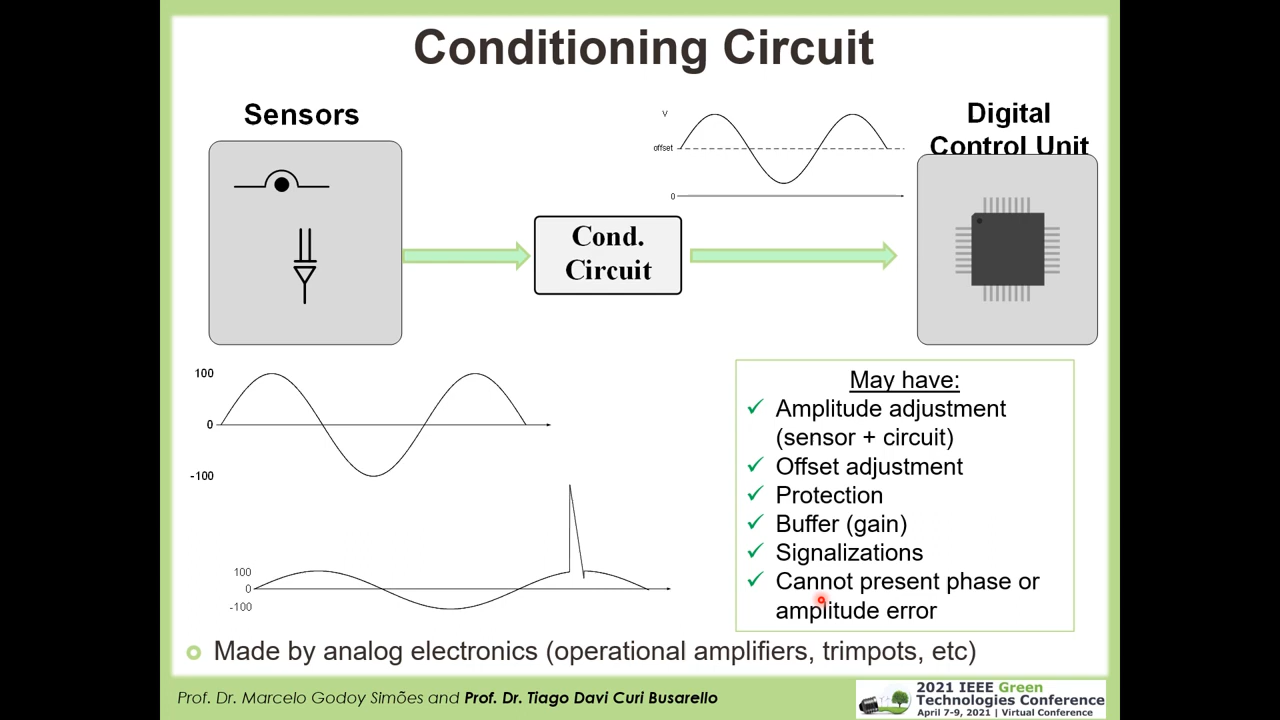 Conditioning Circuit
Sensors
Digital
Control Unit
V
offset
0
Cond.
Circuit
100
0
-100
100
0
-100
May have:
Amplitude adjustment
(sensor + circuit)
Offset adjustment
Protection
Buffer (gain)
Signalizations
Cannot present phase or
amplitude error
Made by analog electronics (operational amplifiers, trimpots, etc)
Prof. Dr. Marcelo Godoy Simões and Prof. Dr. Tiago Davi Curi Busarello
2021 IEEE Green
Technologies Conference
April 7-9, 2021 | Virtual Conference